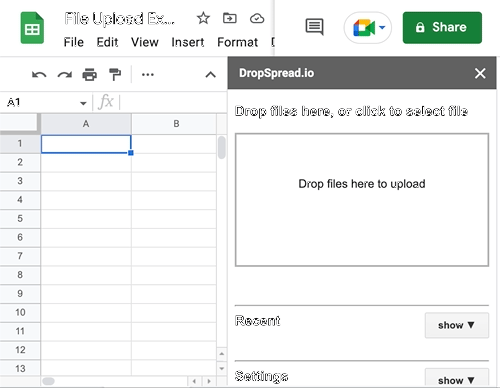 File Upload Ex...
File Edit View Insert Format
Share
DropSpread.io
A1
fx
Drop files here, or click to select file
A B
1
2
3
4
5
6
7
8
9
10
11
12
13
Drop files here to upload
Recent
show ▼
Settings
show ▼